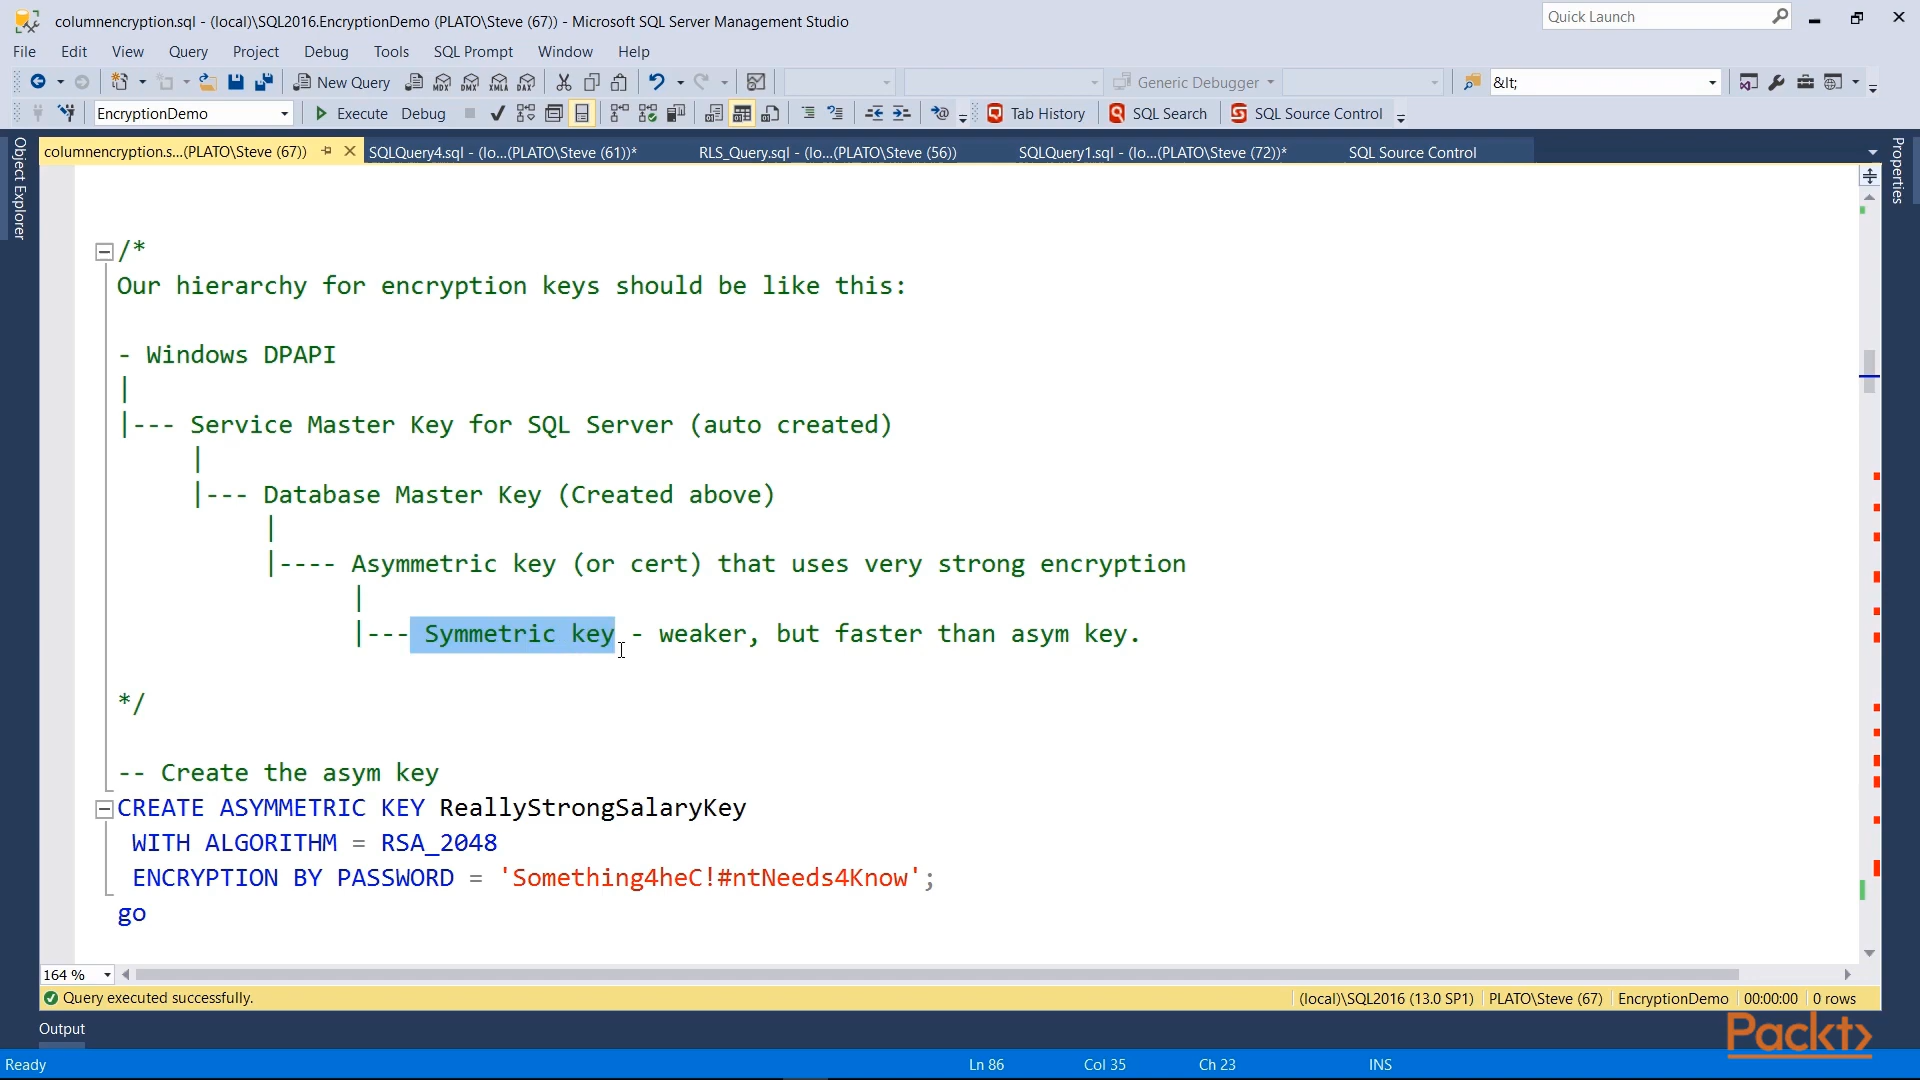 columnencryption.sql - (local)\SQL2016.EncryptionDemo (PLATO\Steve (67)) - Microsoft SQL Server Management Studio
Quick Launch
File Edit View Query Project Debug Tools SQL Prompt Window Help
New Query MDX DMX XMLA DAX Generic Debugger &lt;
EncryptionDemo Execute Debug Tab History SQL Search SQL Source Control
columnencryption.s...(PLATO\Steve (67)) SQLQuery4.sql - (lo...(PLATO\Steve (61))* RLS_Query.sql - (lo...(PLATO\Steve (56)) SQLQuery1.sql - (lo...(PLATO\Steve (72))* SQL Source Control
Object Explorer
Properties
/*
Our hierarchy for encryption keys should be like this:
- Windows DPAPI
|
|--- Service Master Key for SQL Server (auto created)
|
|--- Database Master Key (Created above)
|
|---- Asymmetric key (or cert) that uses very strong encryption
|
|--- Symmetric key - weaker, but faster than asym key.
*/
-- Create the asym key
CREATE ASYMMETRIC KEY ReallyStrongSalaryKey
WITH ALGORITHM = RSA_2048
ENCRYPTION BY PASSWORD = 'Something4heC!#ntNeeds4Know';
go
164 %
Query executed successfully. (local)\SQL2016 (13.0 SP1) PLATO\Steve (67) EncryptionDemo 00:00:00 0 rows
Output
Packt>
Ready Ln 86 Col 35 Ch 23 INS